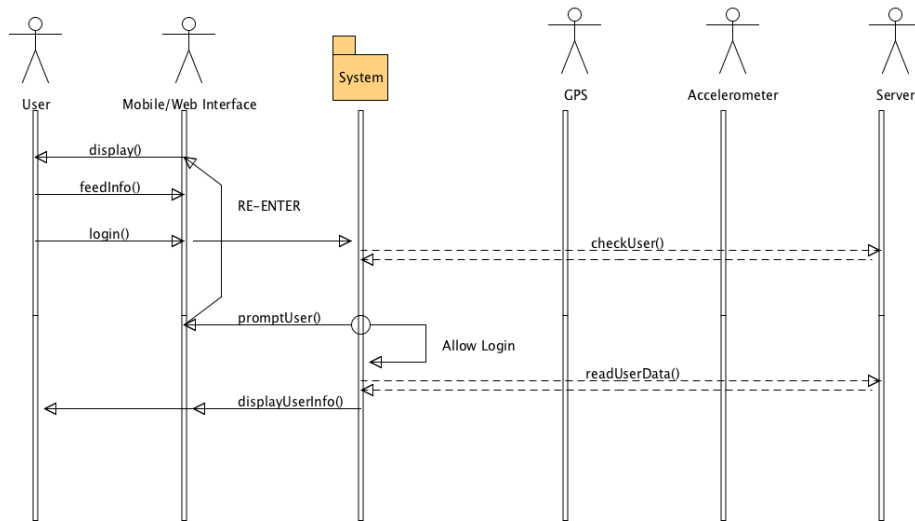 System
User
Mobile/Web Interface
GPS
Accelerometer
Server
display()
feedInfo()
RE-ENTER
login()
checkUser()
promptUser()
Allow Login
readUserData()
displayUserInfo()